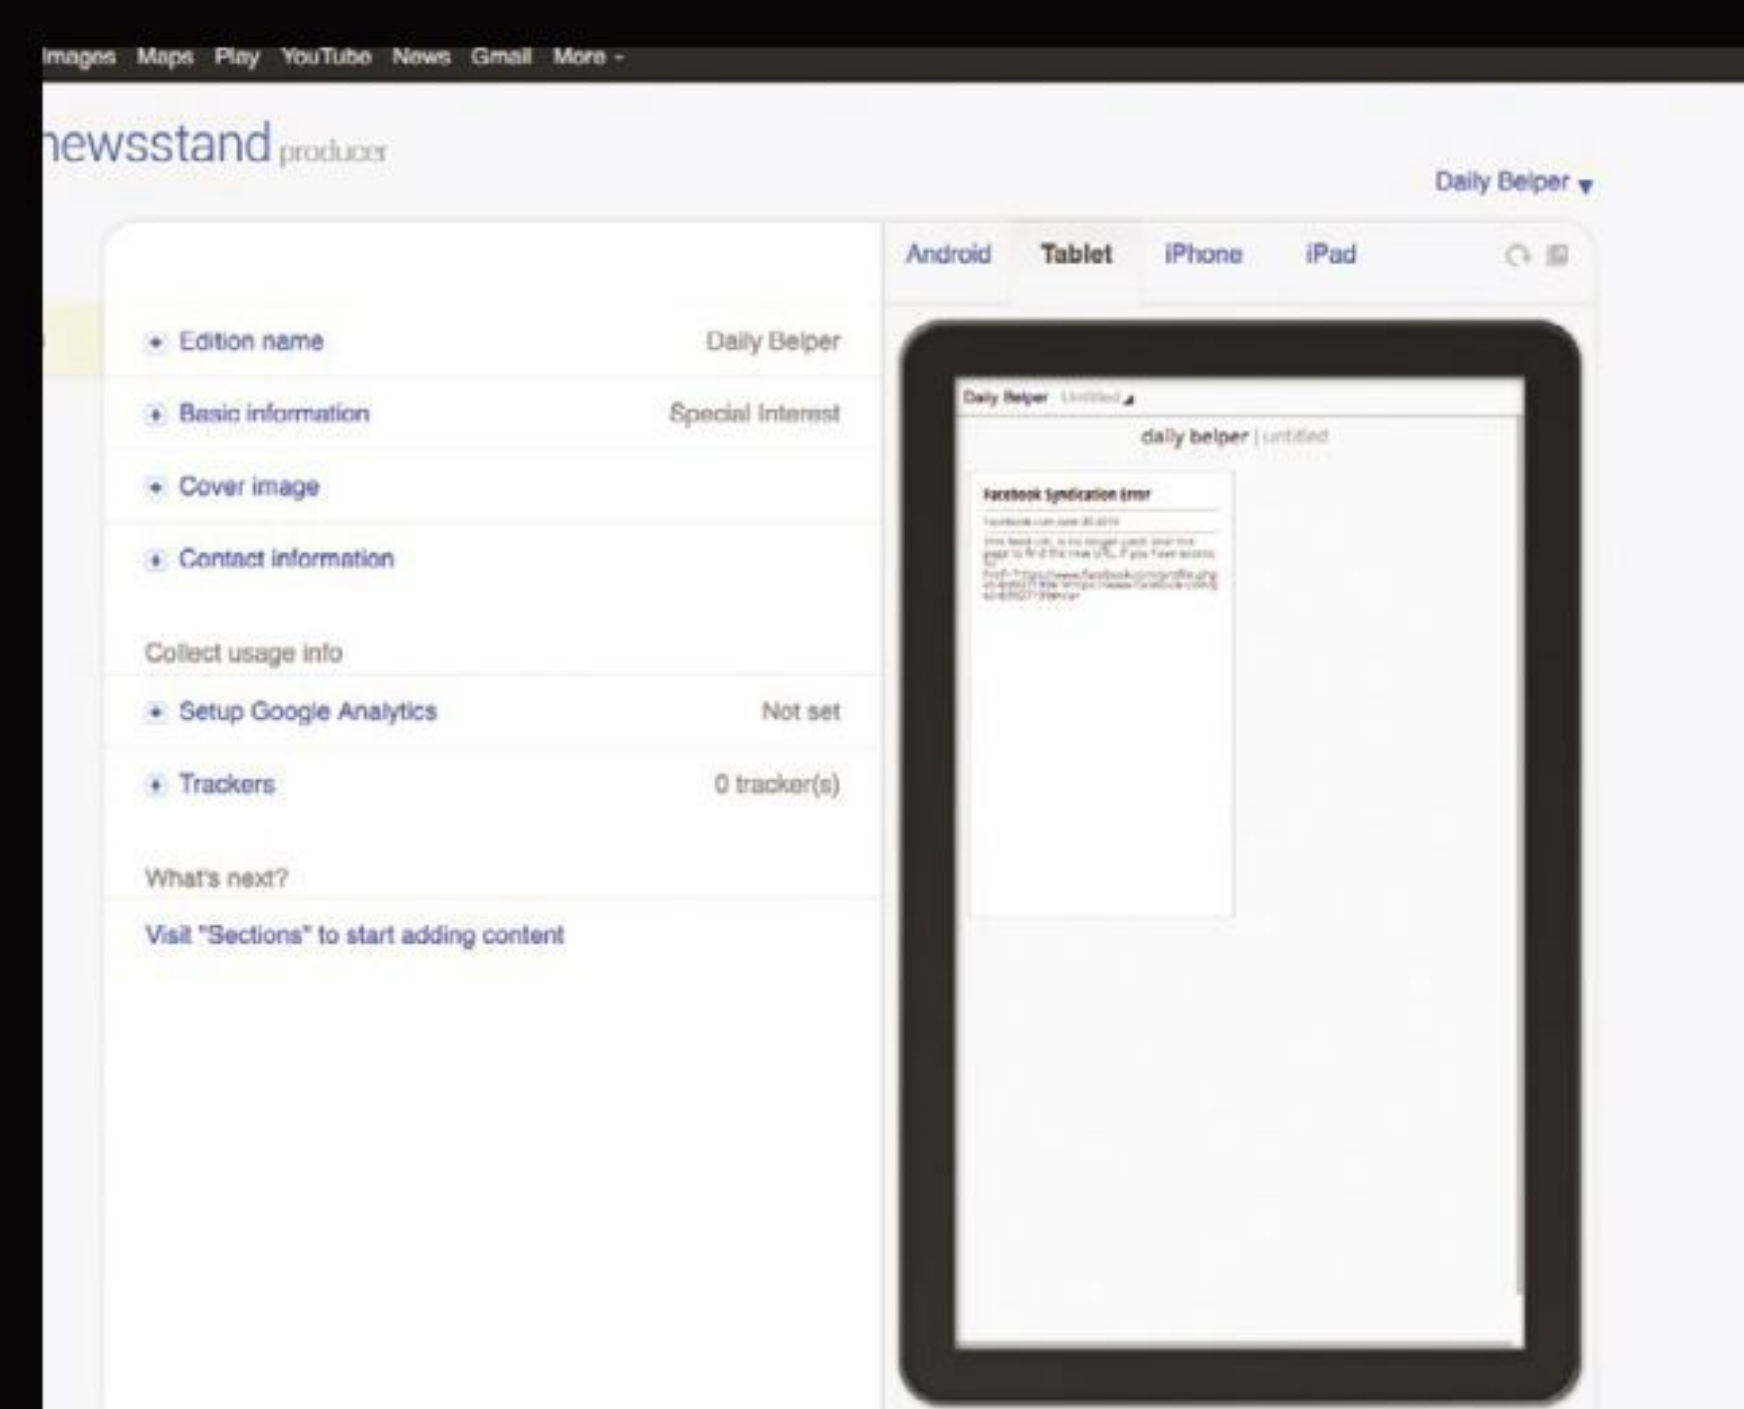 Images Maps Play YouTube News Gmail More
newsstand producer
Daily Belper
Android Tablet iPhone iPad
Edition name Daily Belper
Basic information Special Interest
Cover image
Contact information
Collect usage info
Setup Google Analytics Not set
Trackers 0 tracker(s)
What's next?
Visit "Sections" to start adding content
Daily Belper Untitled
daily belper | untitled
Facebook Syndication Error